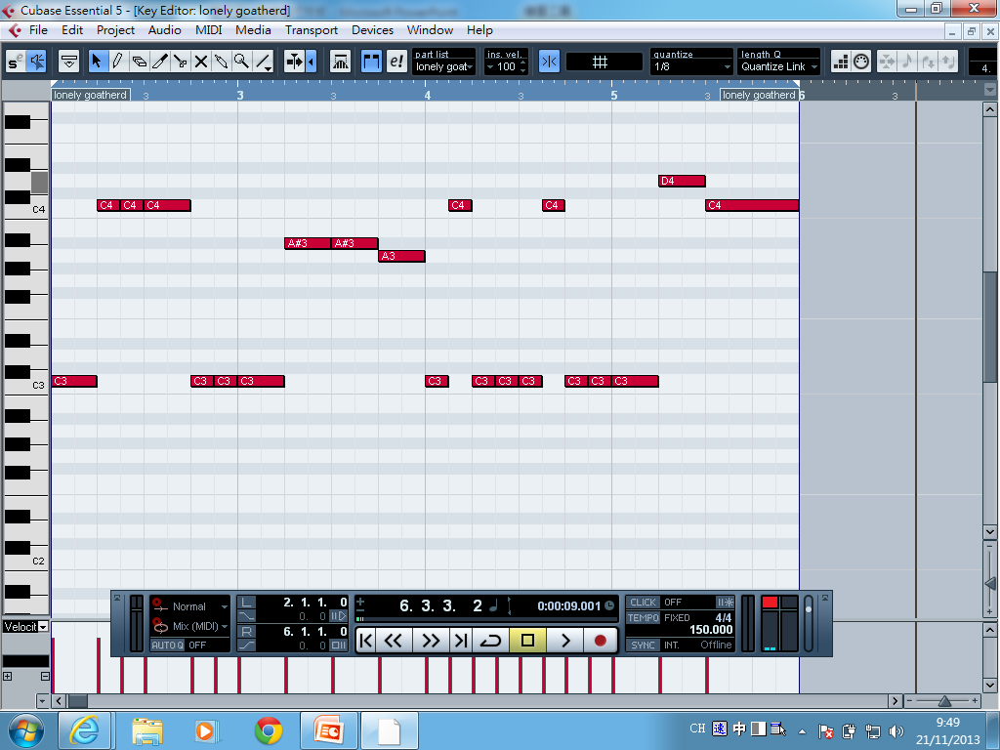 Cubase Essential 5 - [Key Editor: lonely goatherd]
File Edit Project Audio MIDI Media Transport Devices Window Help
part list ins. vel. quantize length Q
lonely goat 100 1/8 Quantize Link 4.
lonely goatherd 3 3 3 4 3 5 3 lonely goatherd 6 3
D4
C4 C4 C4 C4 C4 C4 C4
A#3 A#3
A3
C3 C3 C3 C3 C3 C3 C3 C3 C3 C3 C3 C3
C2
Velocit
Normal L 2. 1. 1. 0 6. 3. 3. 2 0:00:09.001 CLICK OFF
0. 0 TEMPO FIXED 4/4
Mix (MIDI) R 6. 1. 1. 0 150.000
AUTO Q OFF 0. 0 SYNC INT. Offline
CH 中 9:49
21/11/2013